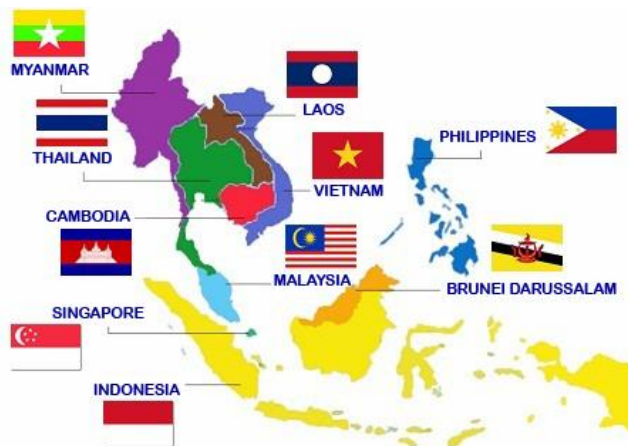 MYANMAR
LAOS
THAILAND
PHILIPPINES
VIETNAM
CAMBODIA
MALAYSIA
BRUNEI DARUSSALAM
SINGAPORE
INDONESIA